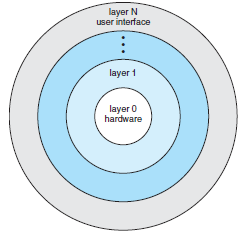 layer N
user interface
layer 1
layer 0
hardware